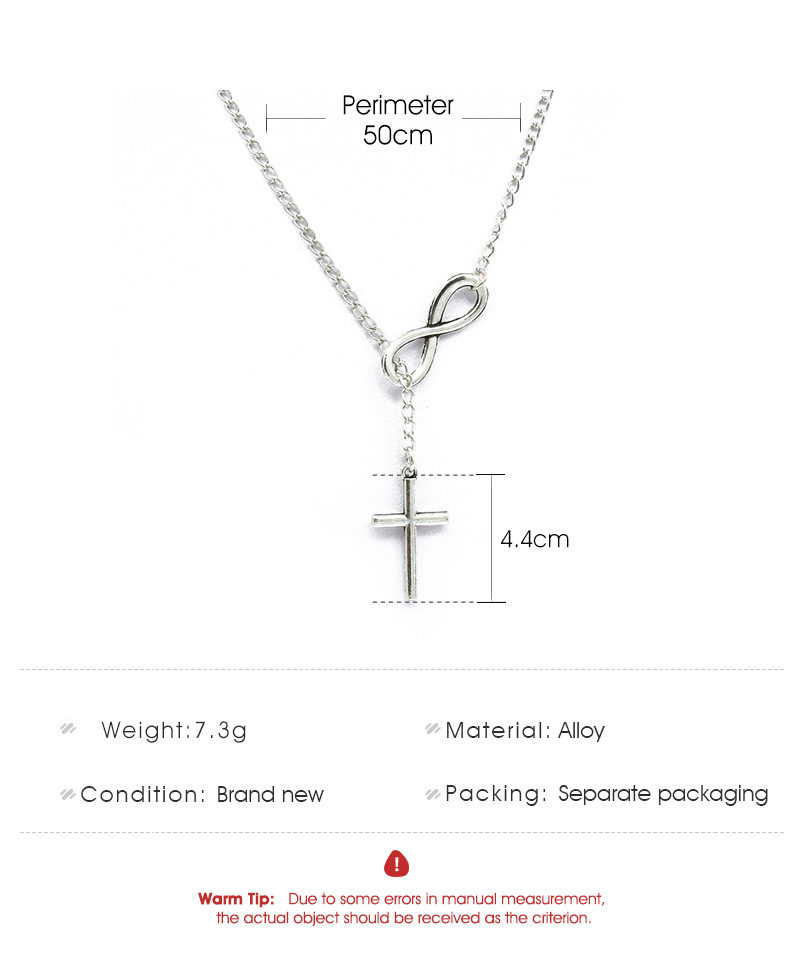 Perimeter
50cm
4.4cm
Weight:7.3g
Material: Alloy
Condition: Brand new
Packing: Separate packaging
!
Warm Tip: Due to some errors in manual measurement,
the actual object should be received as the criterion.